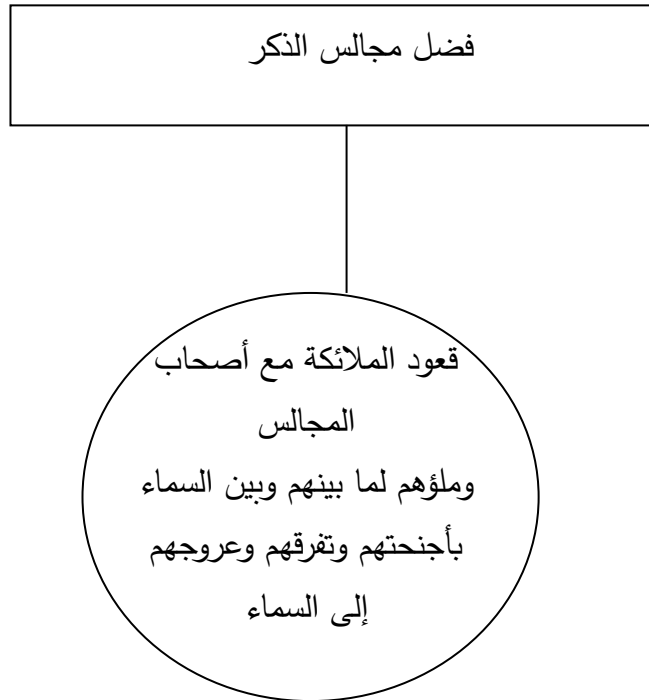 فضل مجالس الذكر
قعود الملائكة مع أصحاب
المجالس
وملؤهم لما بينهم وبين السماء
بأجنحتهم وتفرقهم وعروجهم
إلى السماء